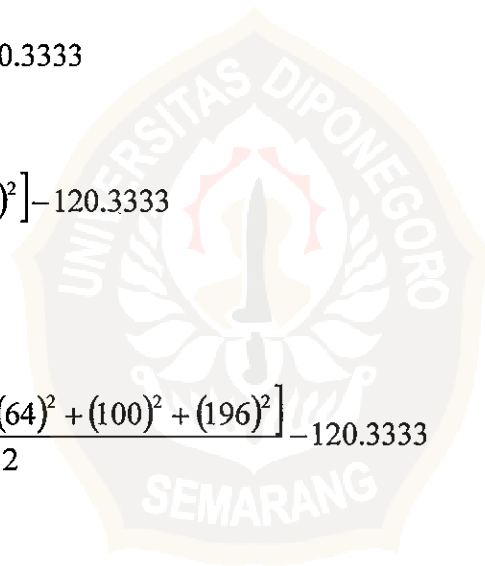 0.3333
)²]–120.3333
(64)² + (100)² + (196)²]
2
–120.3333
UNIVERSITAS DIPONEGORO
SEMARANG